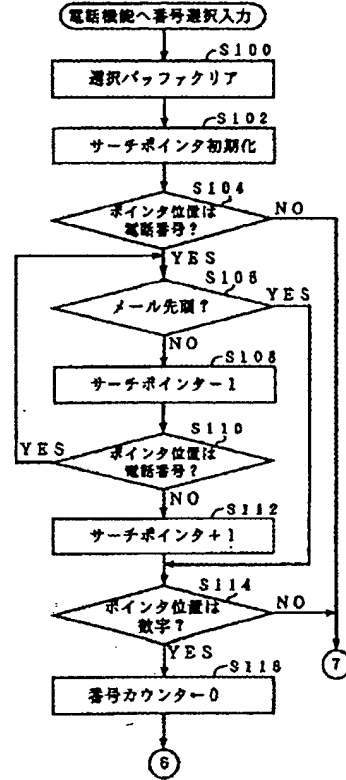 電話機能へ番号選択入力
S100
選択バッファクリア
S102
サーチポインタ初期化
S104
ポインタ位置は
電話番号?
NO
YES
S106
メール先頭?
YES
NO
S108
サーチポインター1
S110
ポインタ位置は
電話番号?
YES
NO
S112
サーチポインタ+1
S114
ポインタ位置は
数字?
NO
YES
7
S116
番号カウンタ←0
6